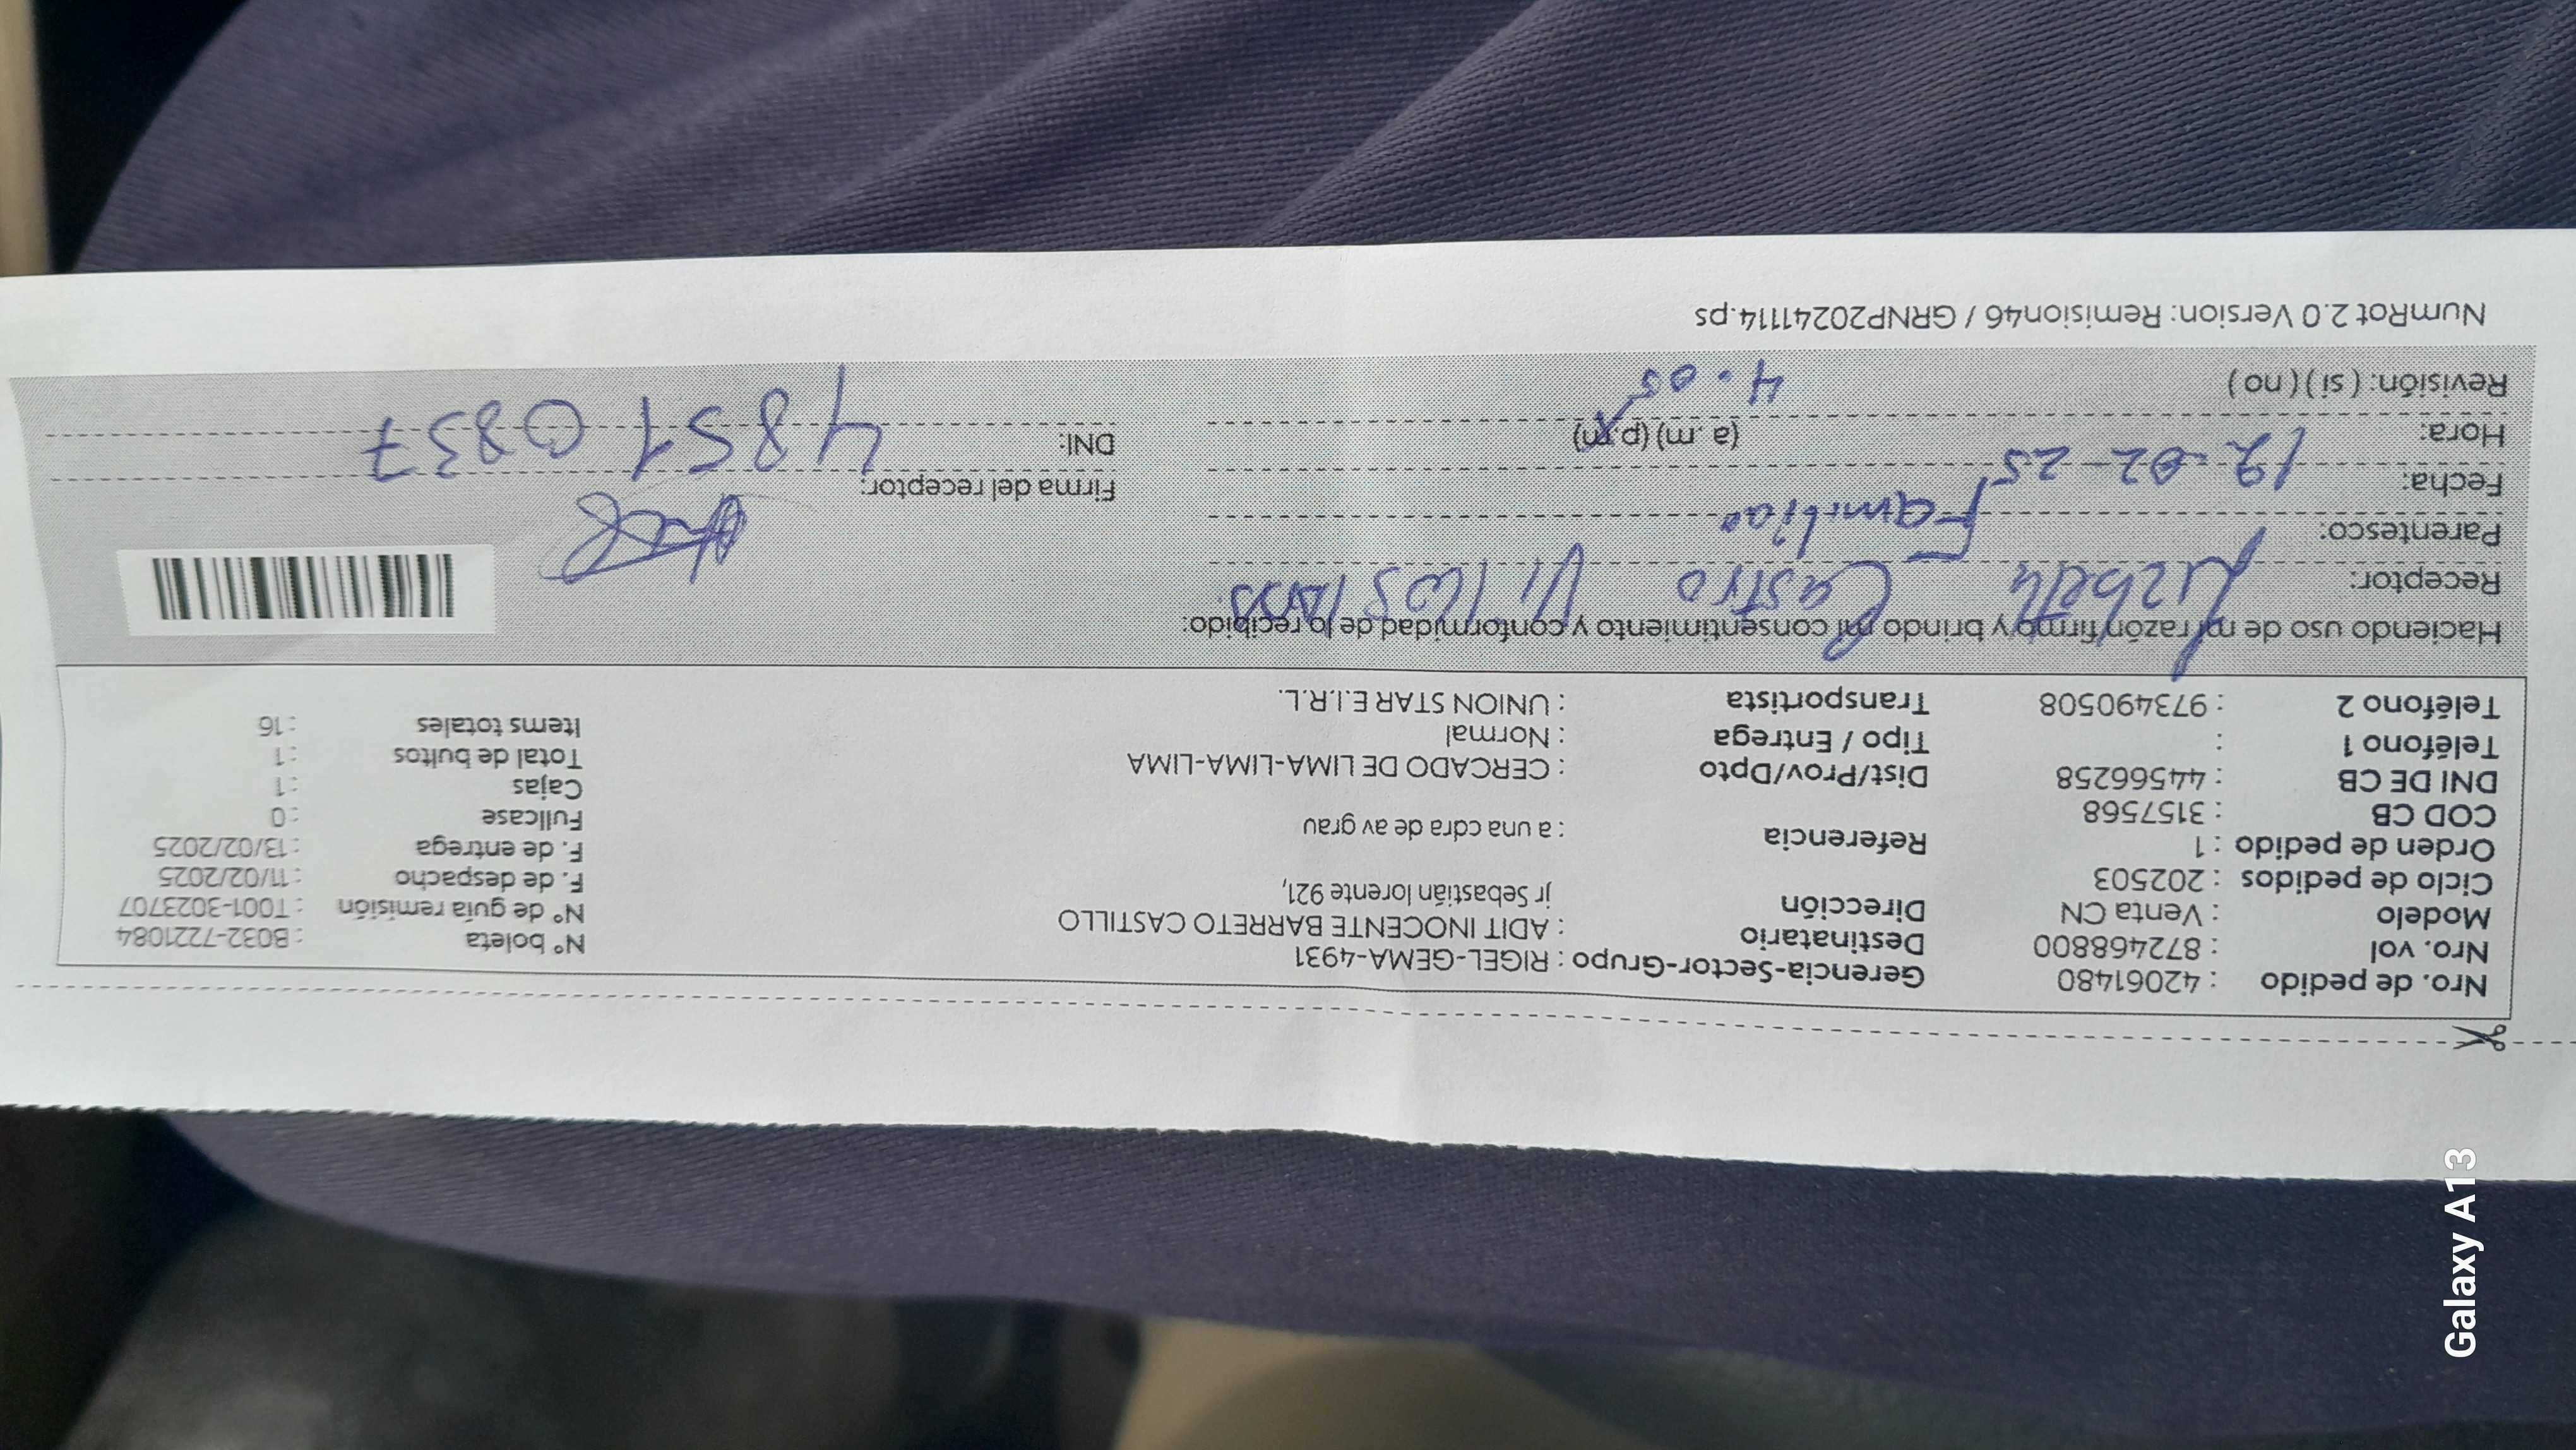 Nro. de pedido : 42061480
Nro. vol : 872468800
Modelo : Venta CN
Ciclo de pedidos : 202503
Orden de pedido : 1
COD CB : 3157568
DNI DE CB : 44566258
Teléfono 1 :
Teléfono 2 : 973490508
Gerencia-Sector-Grupo : RIGEL-GEMA-4931
Destinatario : ADIT INOCENTE BARRETO CASTILLO
Dirección jr Sebastián lorente 921,
Referencia : a una cdra de av grau
Dist/Prov/Dpto : CERCADO DE LIMA-LIMA-LIMA
Tipo / Entrega : Normal
Transportista : UNION STAR E.I.R.L.
N° boleta : B032-7221084
N° de guía remisión : T001-3023707
F. de despacho : 11/02/2025
F. de entrega : 13/02/2025
Fullcase : 0
Cajas : 1
Total de bultos : 1
Items totales : 16
Haciendo uso de mi razón firmo y brindo mi consentimiento y conformidad de lo recibido:
Receptor: Lizbeth Castro
Parentesco: Familiar
Fecha: 12-02-25
Hora: (a .m) (p.m) 4.05
Revisión: ( si ) ( no )
Firma del receptor:
DNI: 48510837
NumRot 2.0 Version: Remision46 / GRNP20241114.ps
Galaxy A13